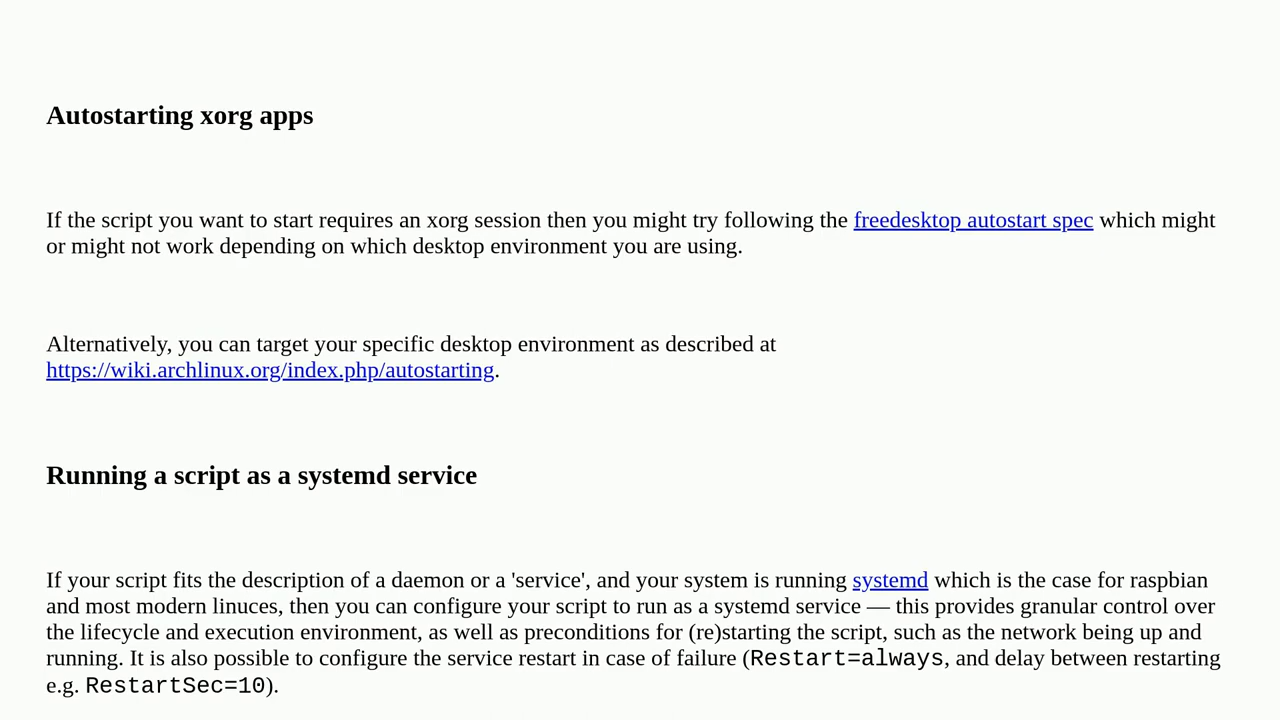 Autostarting xorg apps
If the script you want to start requires an xorg session then you might try following the freedesktop autostart spec which might
or might not work depending on which desktop environment you are using.
Alternatively, you can target your specific desktop environment as described at
https://wiki.archlinux.org/index.php/autostarting.
Running a script as a systemd service
If your script fits the description of a daemon or a 'service', and your system is running systemd which is the case for raspbian
and most modern linuces, then you can configure your script to run as a systemd service — this provides granular control over
the lifecycle and execution environment, as well as preconditions for (re)starting the script, such as the network being up and
running. It is also possible to configure the service restart in case of failure (Restart=always, and delay between restarting
e.g. RestartSec=10).